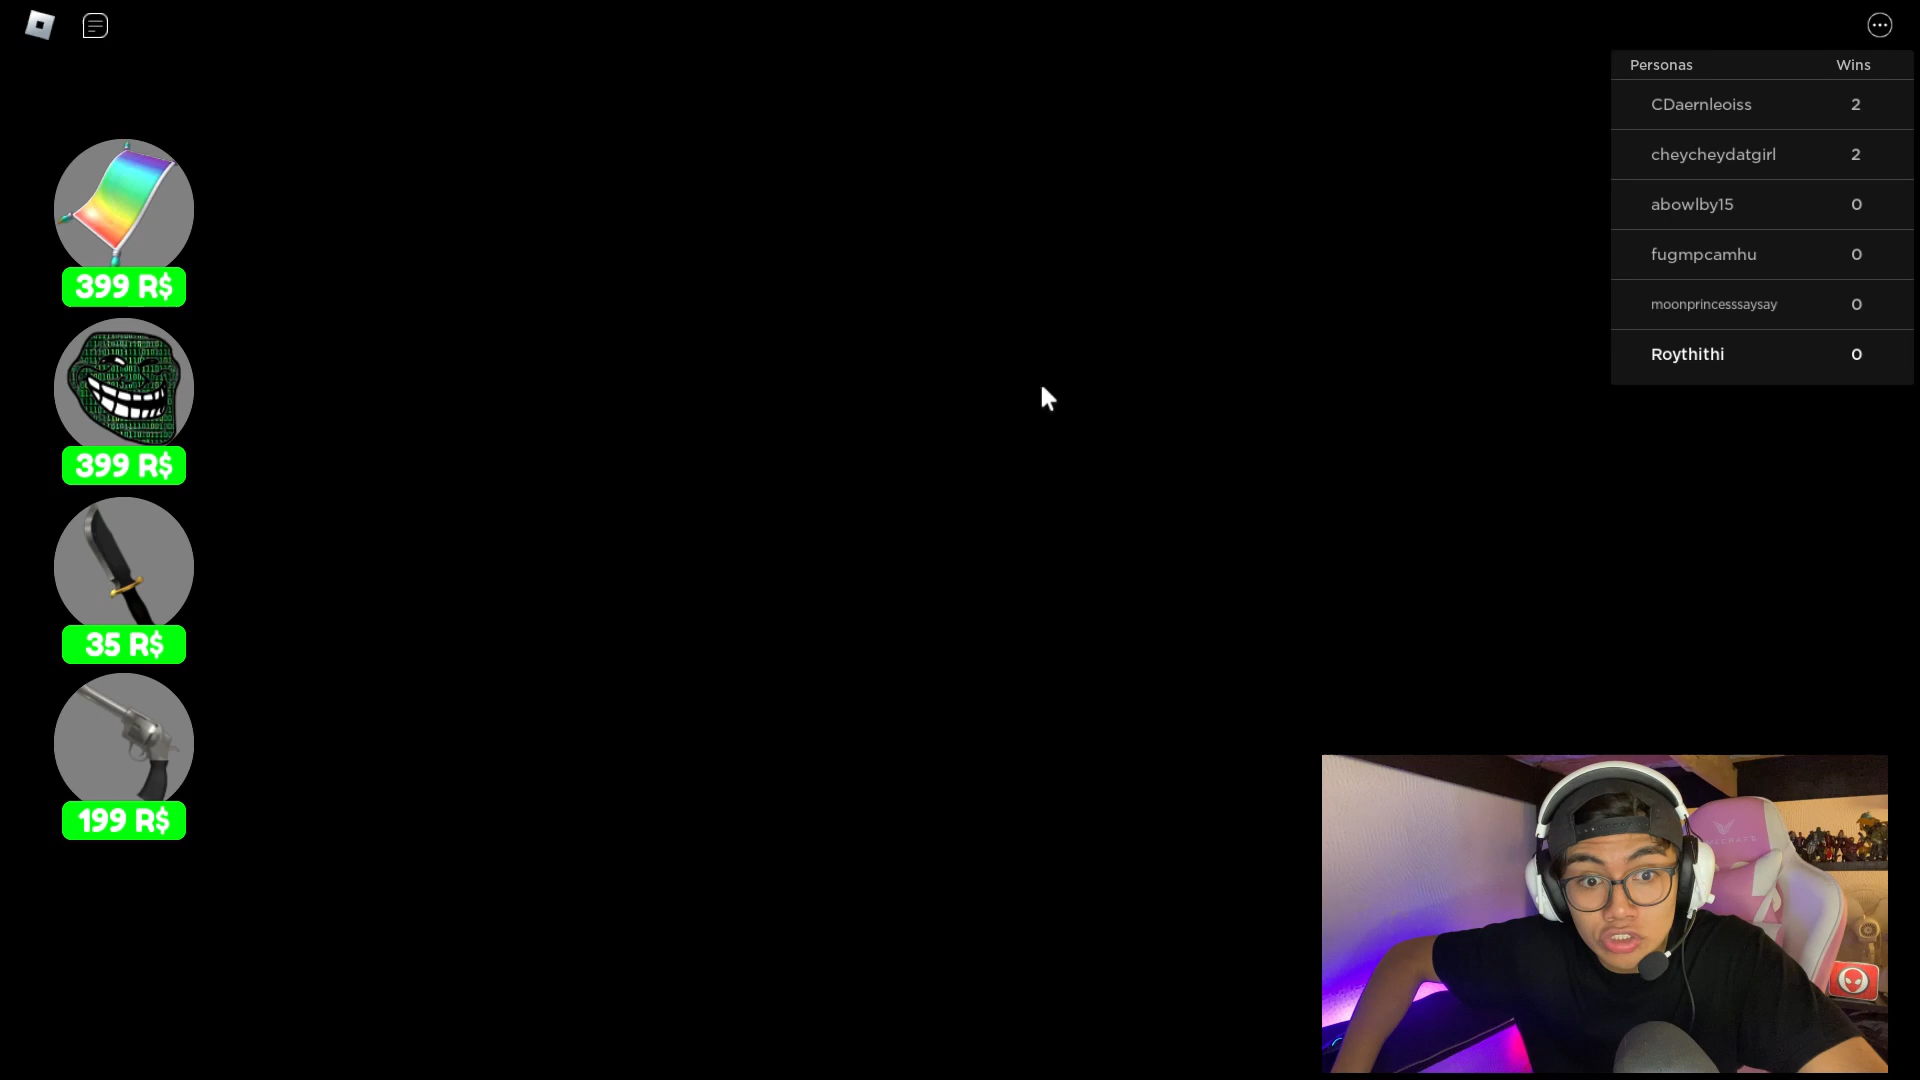 Personas Wins
CDaernleoiss 2
cheycheydatgirl 2
abowlby15 0
fugmpcamhu 0
moonprincesssaysay 0
Roythithi 0
399 R$
399 R$
35 R$
199 R$